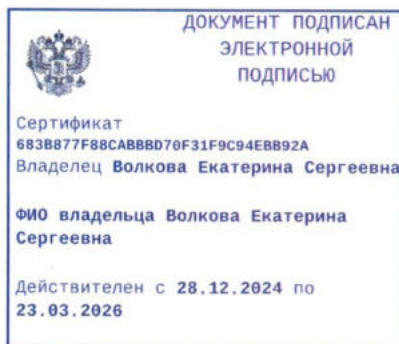 ДОКУМЕНТ ПОДПИСАН
ЭЛЕКТРОННОЙ
ПОДПИСЬЮ
Сертификат
683B877F88CABBBD70F31F9C94EBB92A
Владелец Волкова Екатерина Сергеевна
ФИО владельца Волкова Екатерина
Сергеевна
Действителен с 28.12.2024 по
23.03.2026